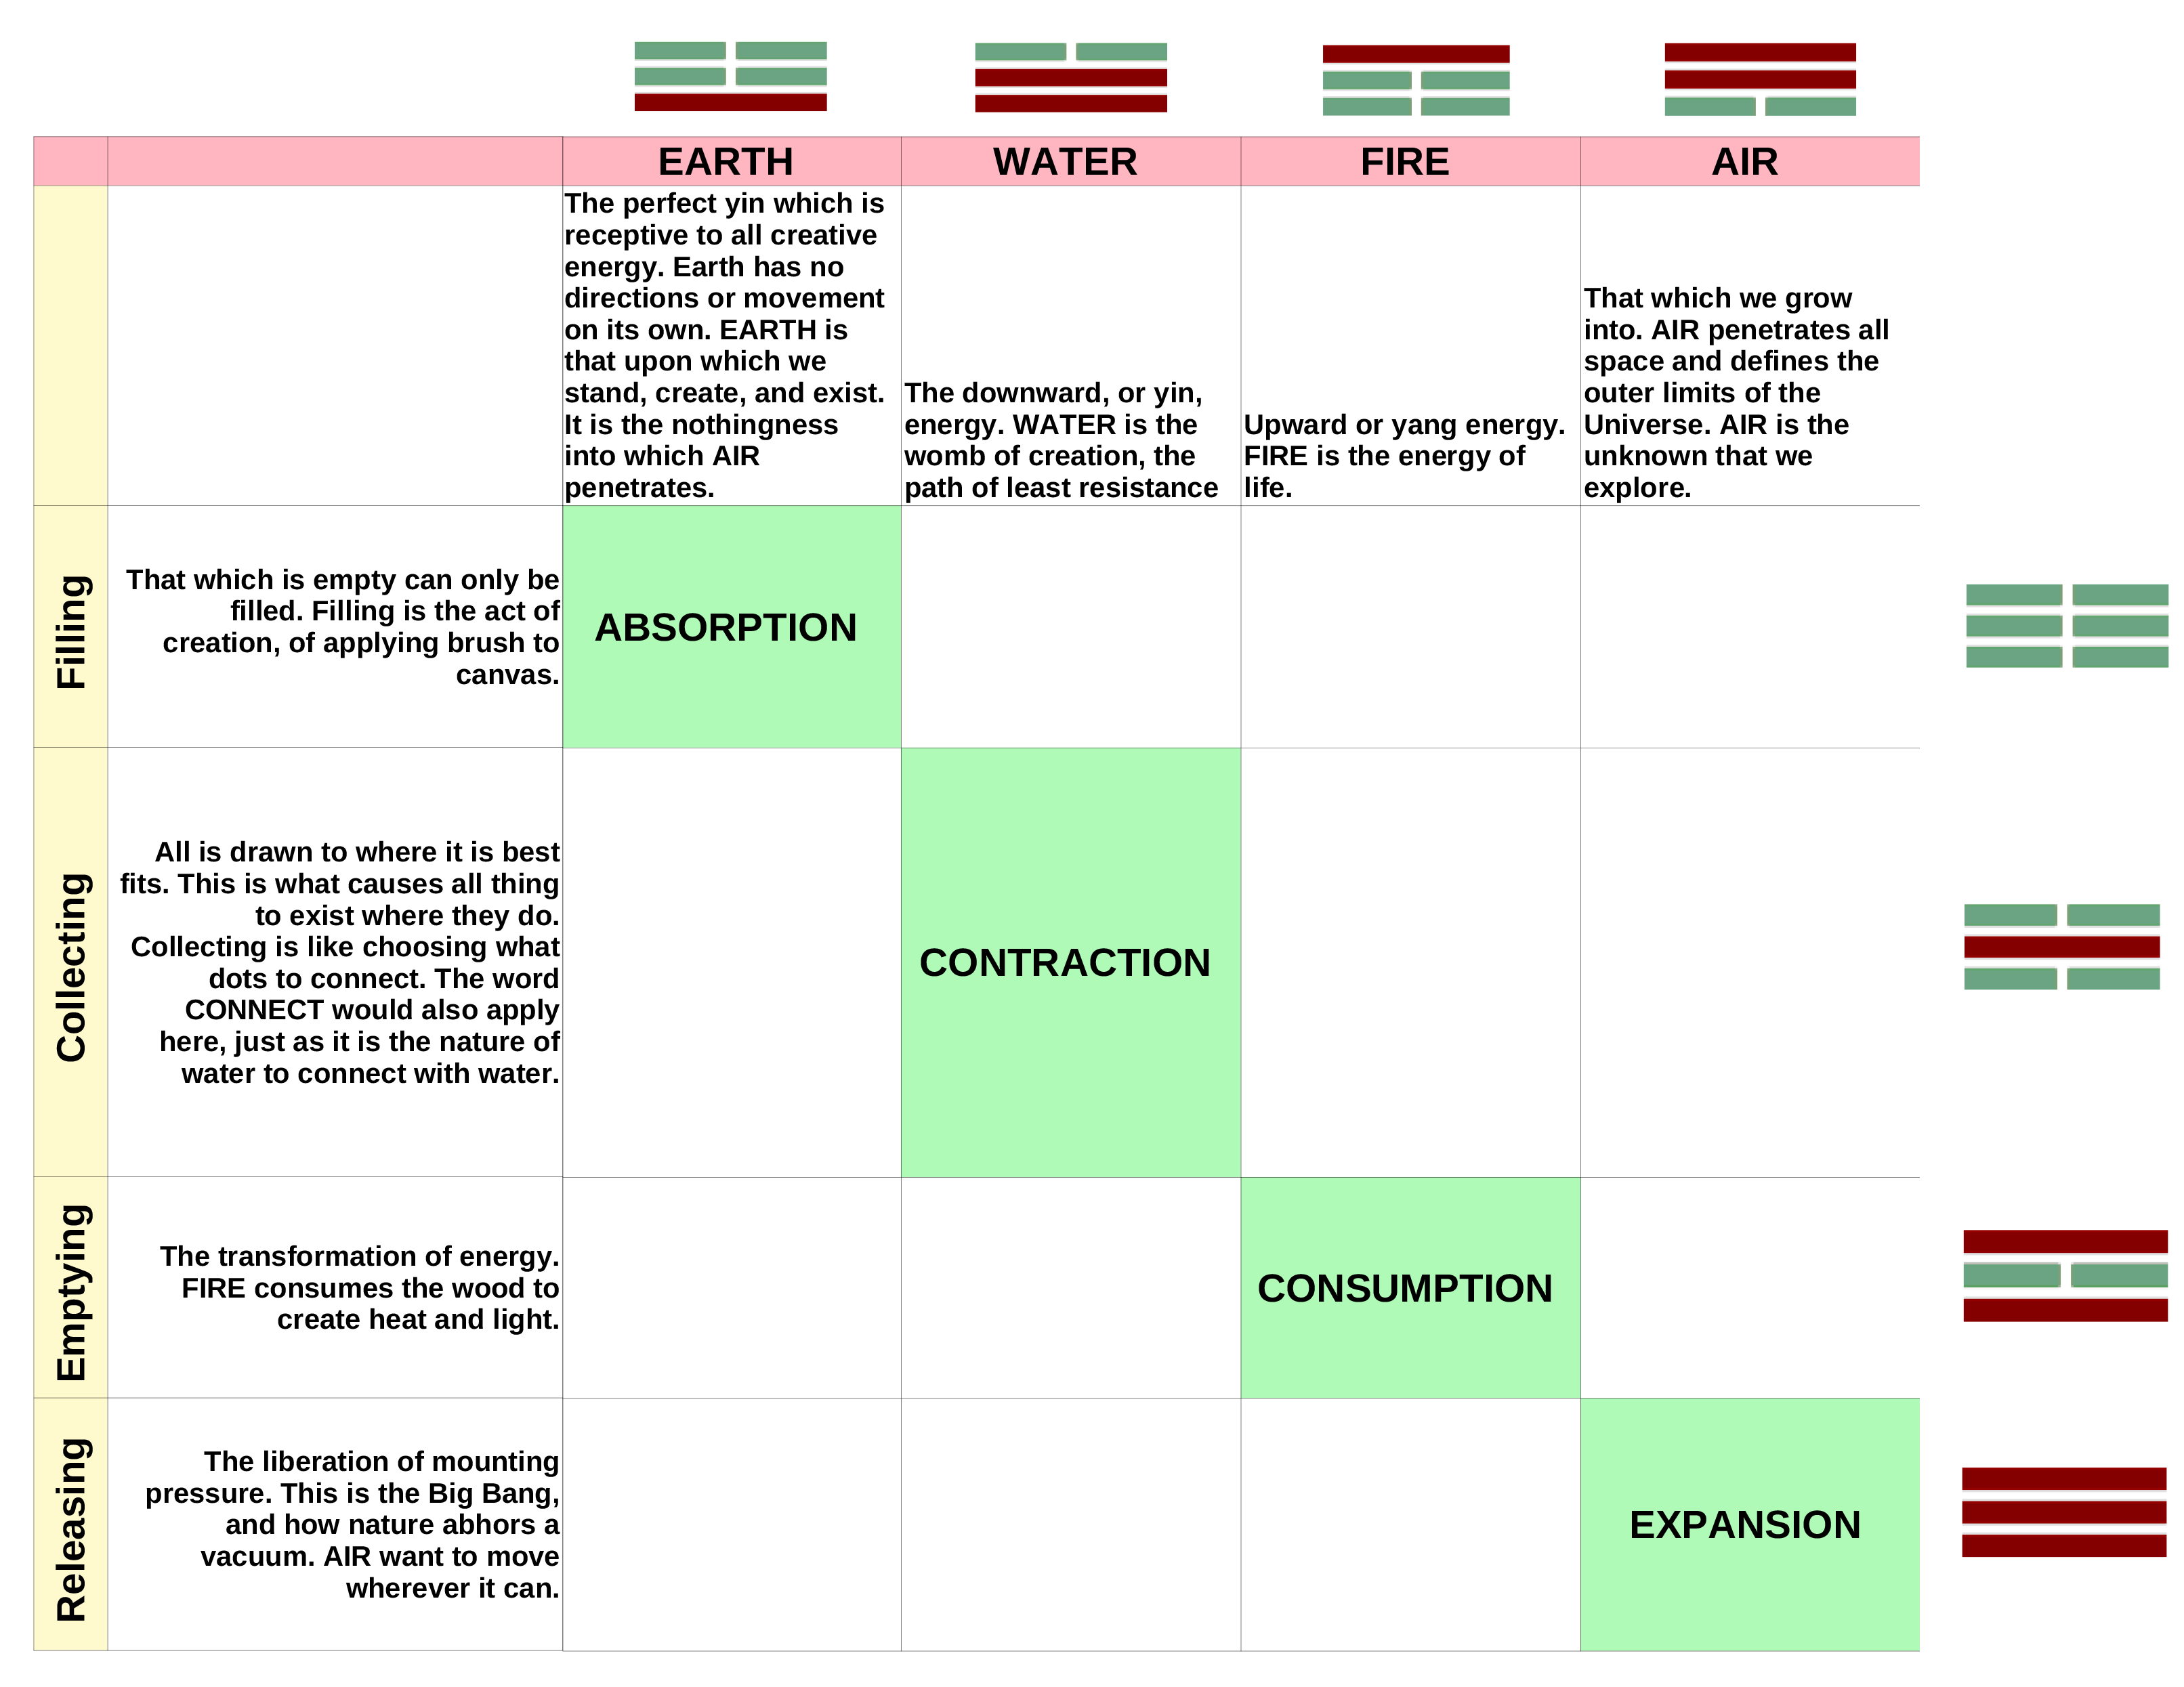 EARTH
WATER
FIRE
AIR
The perfect yin which is
receptive to all creative
energy. Earth has no
directions or movement
on its own. EARTH is
that upon which we
stand, create, and exist.
It is the nothingness
into which AIR
penetrates.
The downward, or yin,
energy. WATER is the
womb of creation, the
path of least resistance
Upward or yang energy.
FIRE is the energy of
life.
That which we grow
into. AIR penetrates all
space and defines the
outer limits of the
Universe. AIR is the
unknown that we
explore.
Filling
That which is empty can only be
filled. Filling is the act of
creation, of applying brush to
canvas.
ABSORPTION
Collecting
All is drawn to where it is best
fits. This is what causes all thing
to exist where they do.
Collecting is like choosing what
dots to connect. The word
CONNECT would also apply
here, just as it is the nature of
water to connect with water.
CONTRACTION
Emptying
The transformation of energy.
FIRE consumes the wood to
create heat and light.
CONSUMPTION
Releasing
The liberation of mounting
pressure. This is the Big Bang,
and how nature abhors a
vacuum. AIR want to move
wherever it can.
EXPANSION